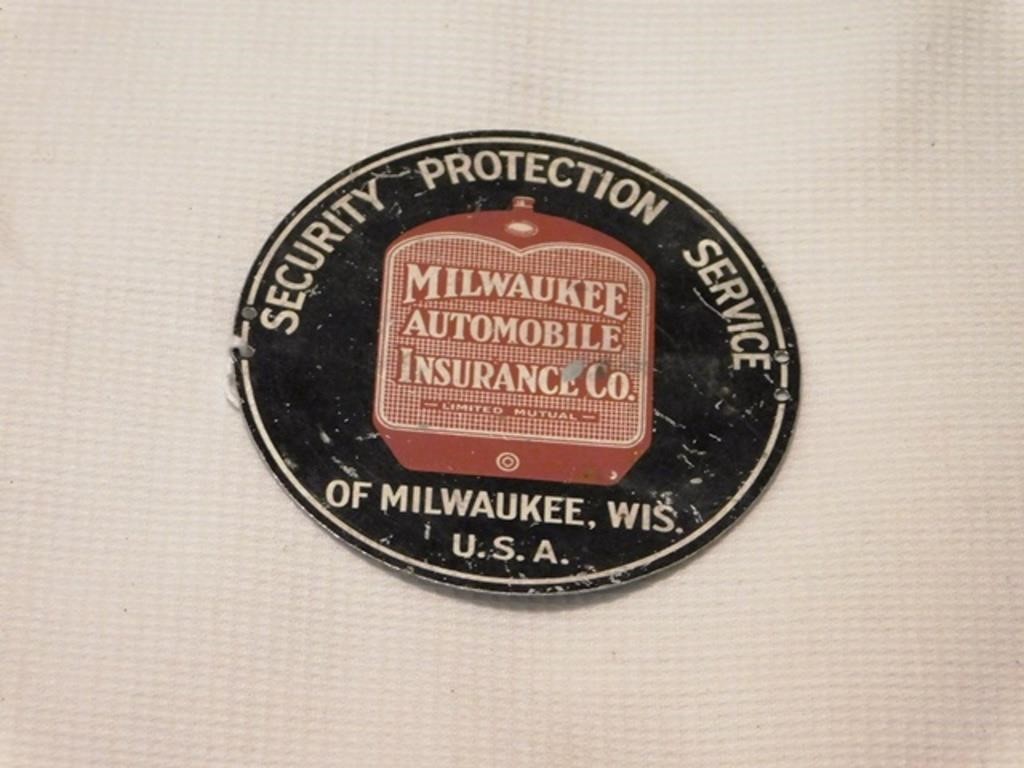 SECURITY PROTECTION SERVICE
MILWAUKEE
AUTOMOBILE
INSURANCE CO.
- LIMITED MUTUAL -
OF MILWAUKEE, WIS.
U.S.A.